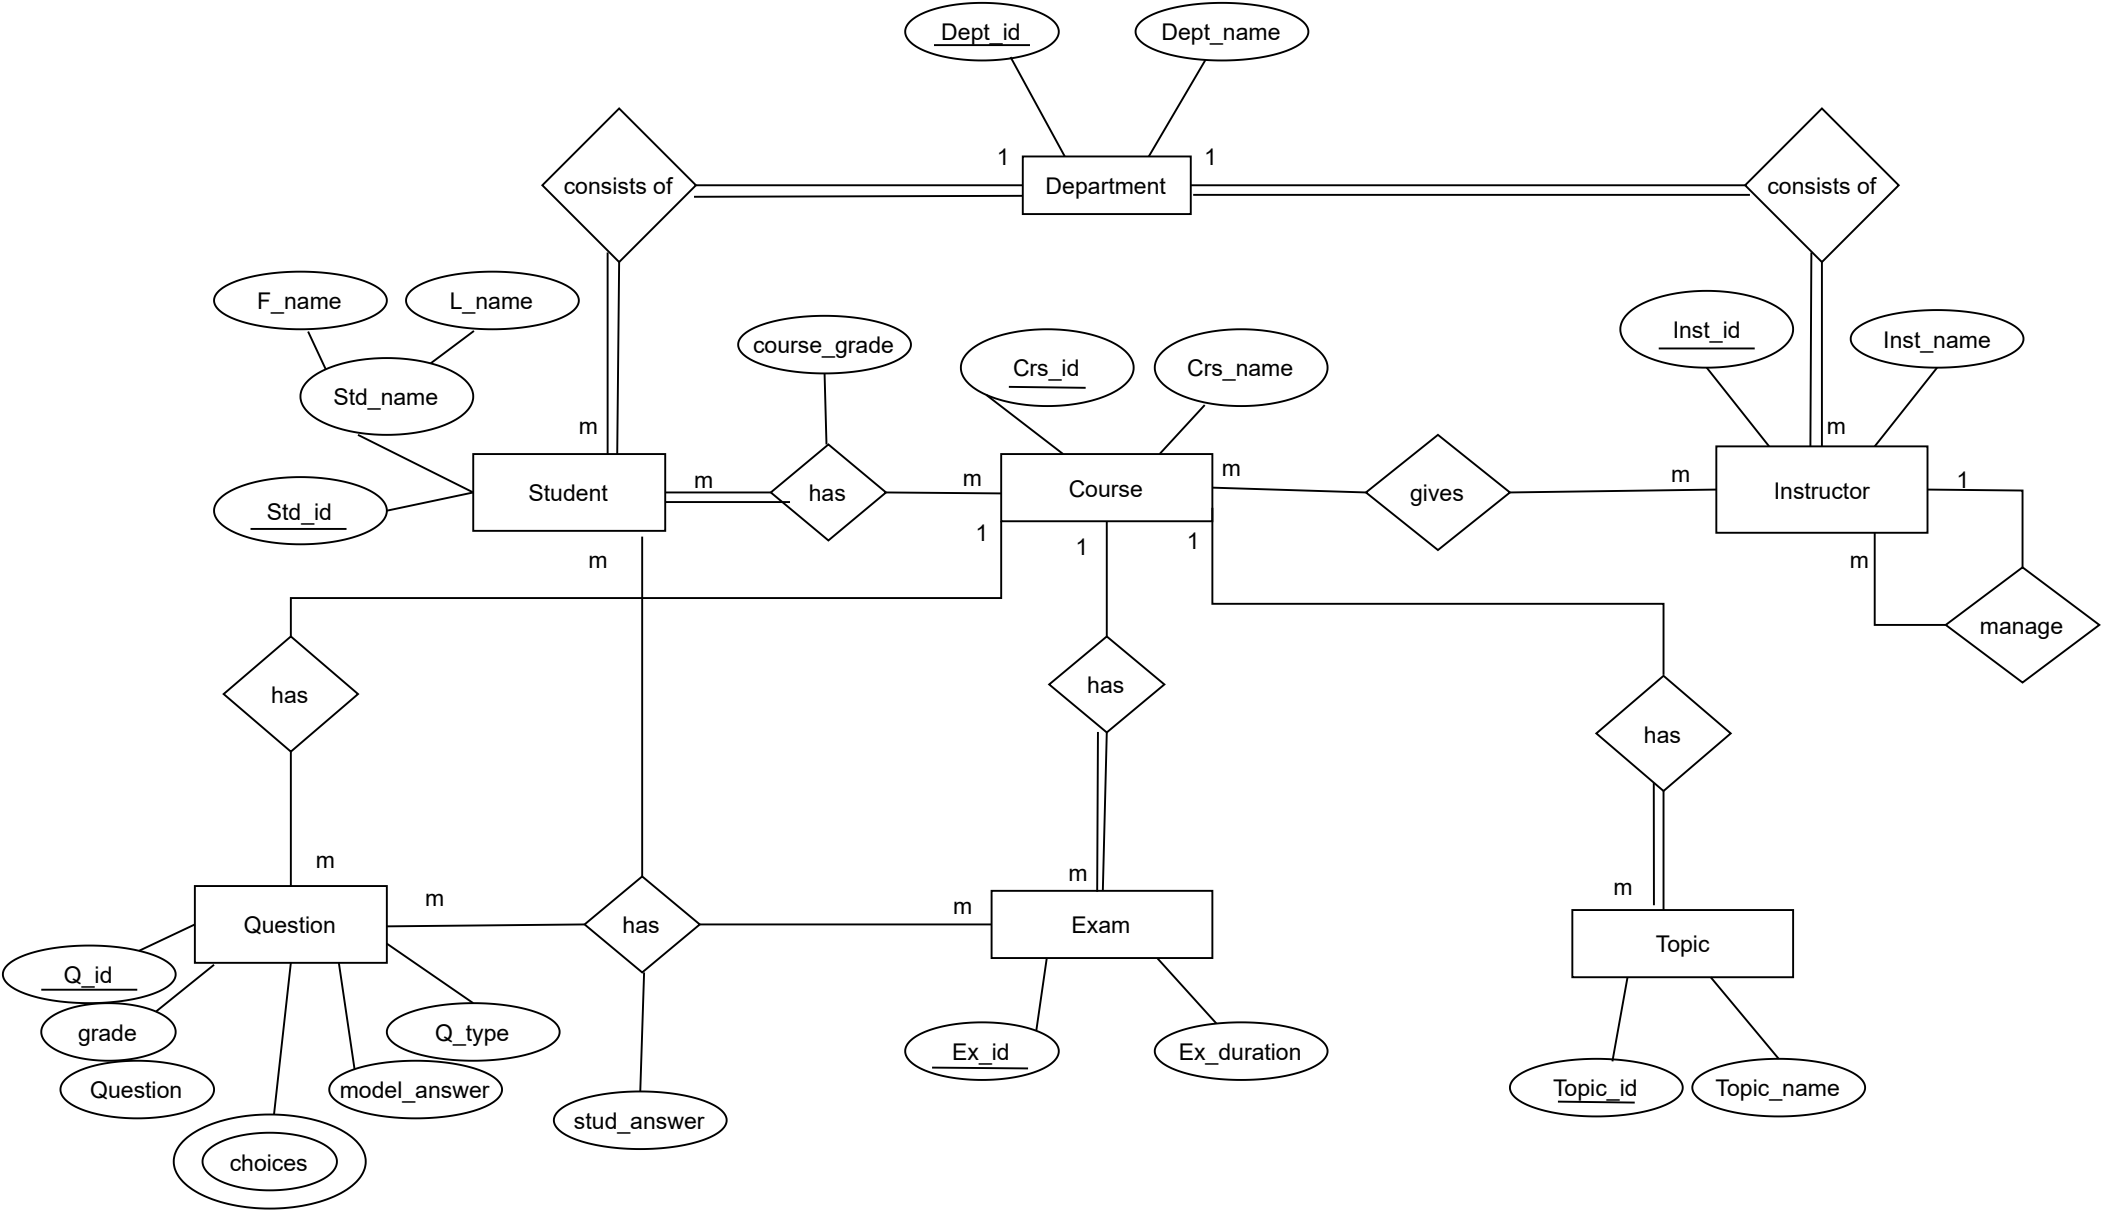 Dept_id
Dept_name
consists of
1
Department
1
consists of
F_name
L_name
course_grade
Crs_id
Crs_name
Inst_id
Inst_name
Std_name
m
m
Std_id
Student
m
has
m
Course
m
gives
m
Instructor
1
m
1
1
1
m
manage
has
has
has
m
m
m
m
m
Question
has
Exam
Topic
Q_id
grade
Q_type
Question
model_answer
choices
stud_answer
Ex_id
Ex_duration
Topic_id
Topic_name